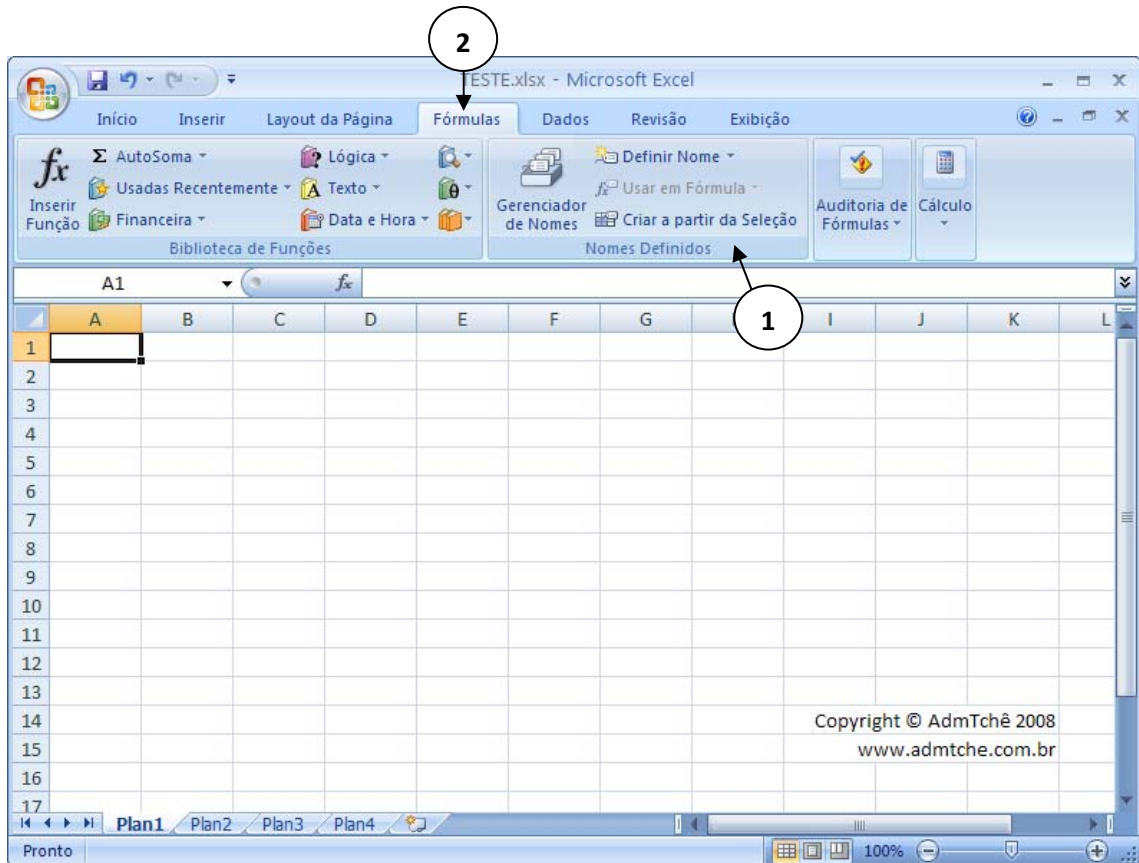 2
TESTE.xlsx - Microsoft Excel
Início Inserir Layout da Página Fórmulas Dados Revisão Exibição
fx Inserir Função
Σ AutoSoma
Usadas Recentemente
Financeira
Lógica
A Texto
Data e Hora
θ
Biblioteca de Funções
Gerenciador de Nomes
Definir Nome
Usar em Fórmula
Criar a partir da Seleção
Nomes Definidos
Auditoria de Fórmulas
Cálculo
A1 fx
1
A B C D E F G I J K L
1
2
3
4
5
6
7
8
9
10
11
12
13
14 Copyright © AdmTchê 2008
15 www.admtche.com.br
16
17
Plan1 Plan2 Plan3 Plan4
Pronto 100%